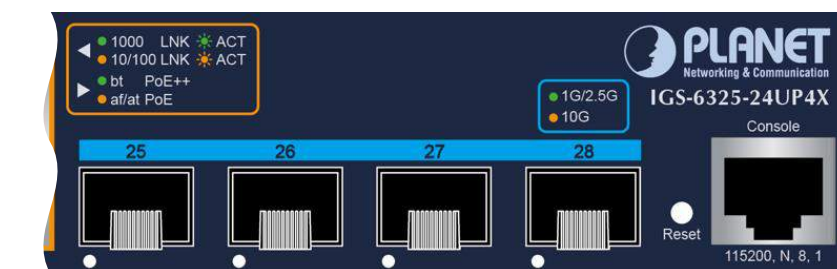 1000 LNK ACT
10/100 LNK ACT
bt PoE++
af/at PoE
PLANET
Networking & Communication
IGS-6325-24UP4X
1G/2.5G
10G
Console
25 26 27 28
Reset
115200, N, 8, 1